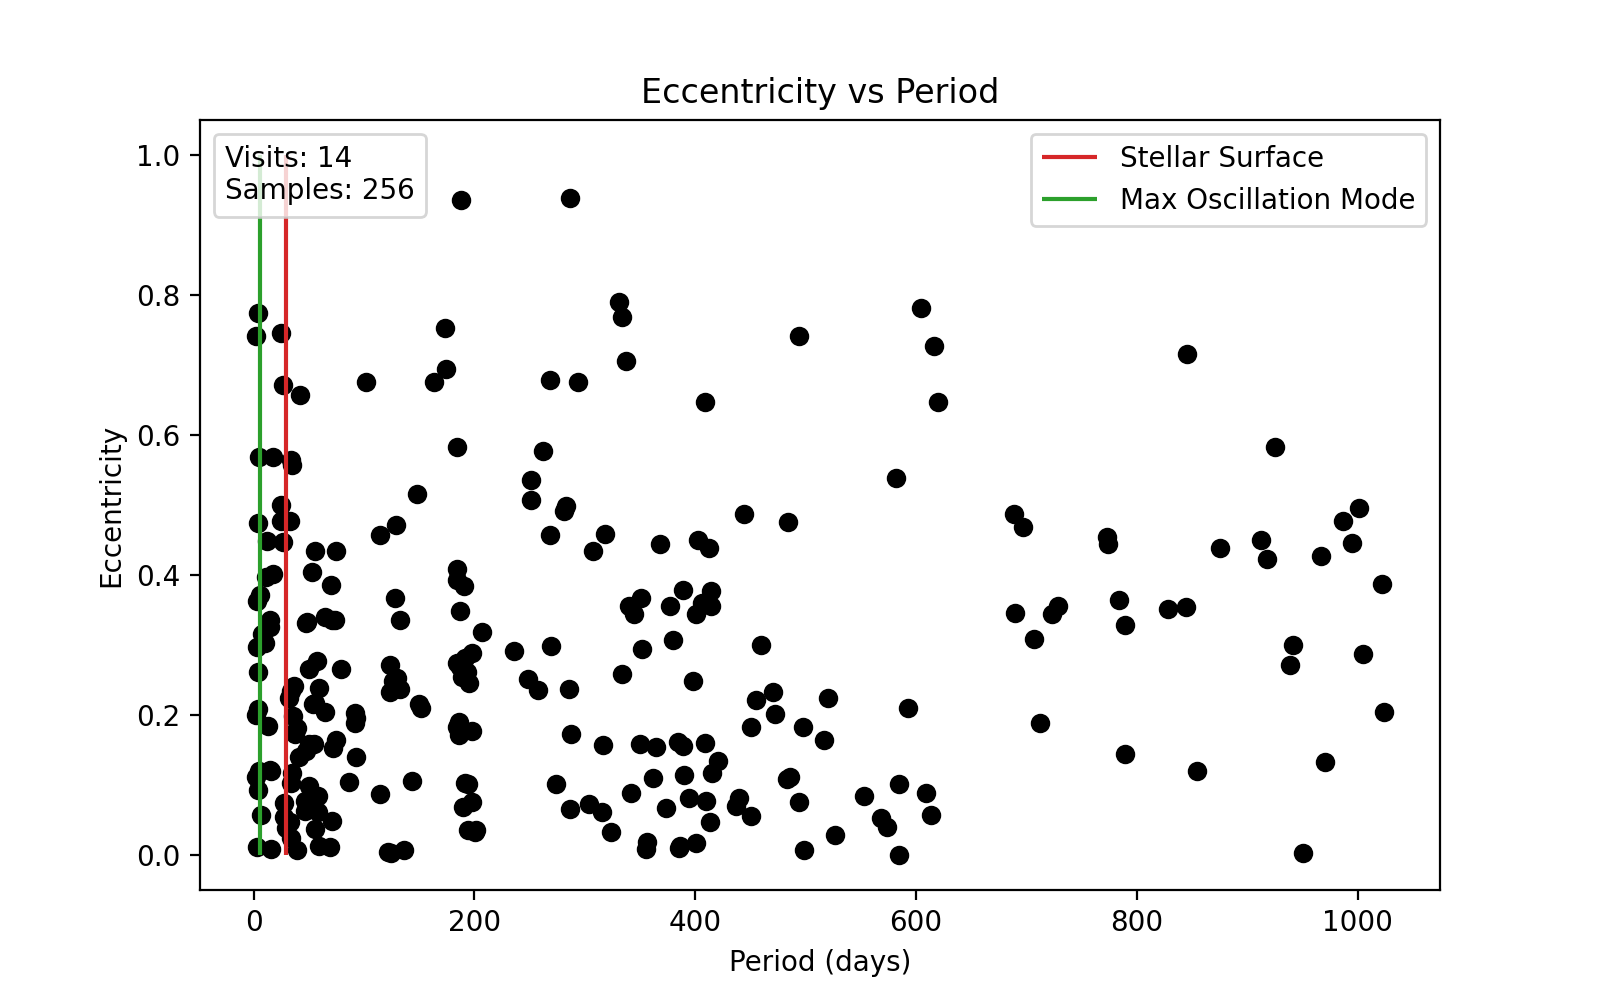 Eccentricity vs Period
Visits: 14
Samples: 256
Stellar Surface
Max Oscillation Mode
Eccentricity
1.0
0.8
0.6
0.4
0.2
0.0
0 200 400 600 800 1000
Period (days)